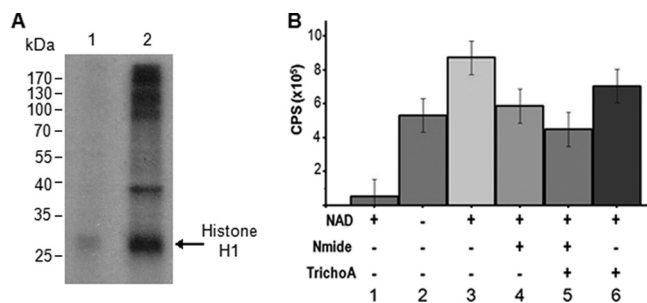 A
B
kDa
1 2
170
130
100
70
55
40
35
25
Histone
H1
CPS (x10⁵)
10
8
6
4
2
NAD + - + + + +
Nmide - - - + + -
TrichoA - - - - + +
1 2 3 4 5 6